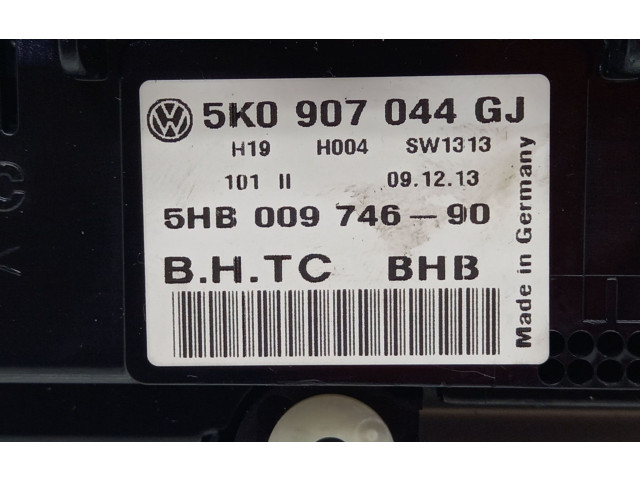 5K0 907 044 GJ
H19 H004 SW1313
101 II 09.12.13
5HB 009 746-90
B.H.TC BHB
Made in Germany